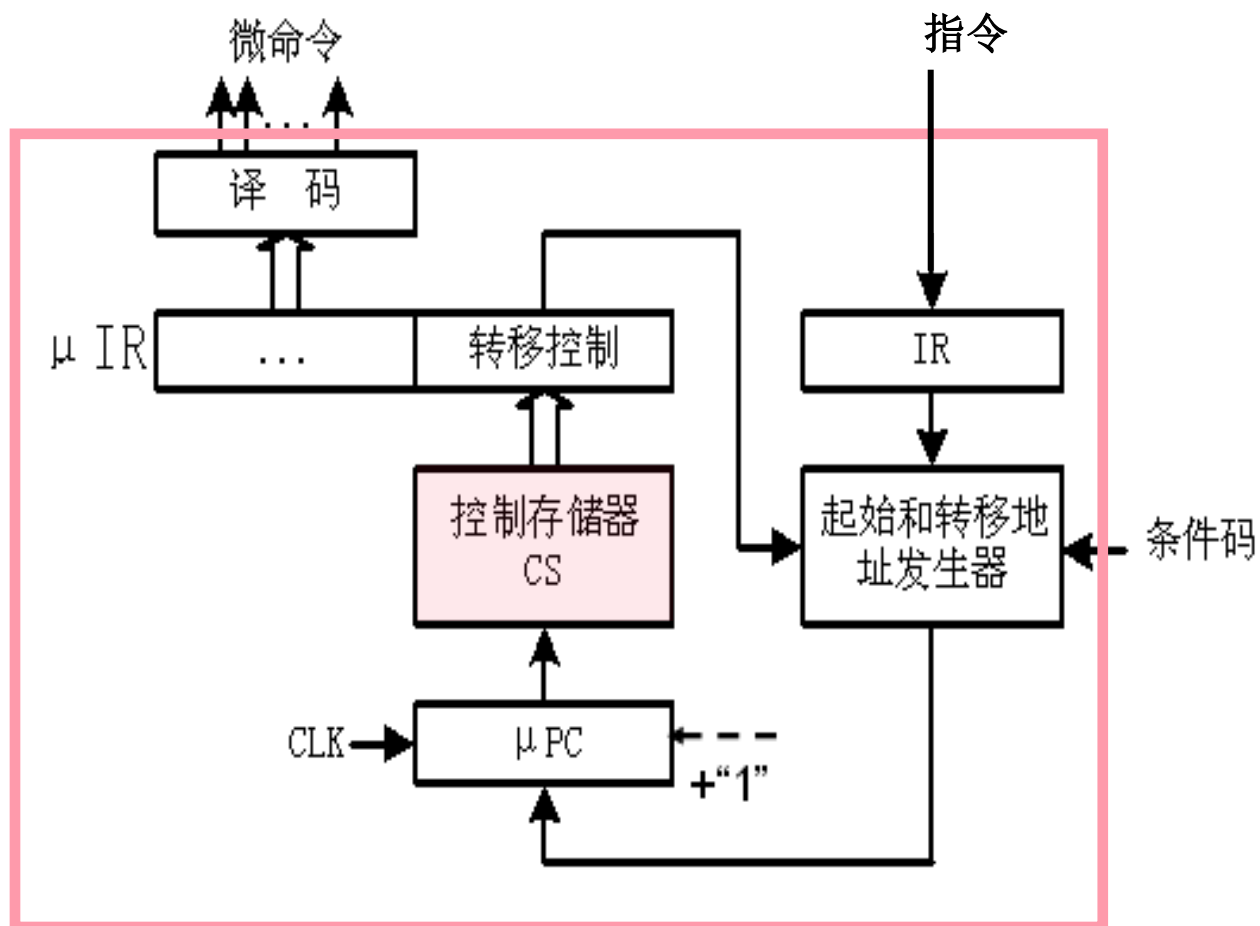 微命令
指令
...
译 码
μ IR
...
转移控制
IR
控制存储器
CS
起始和转移地
址发生器
条件码
CLK
μPC
+“1”